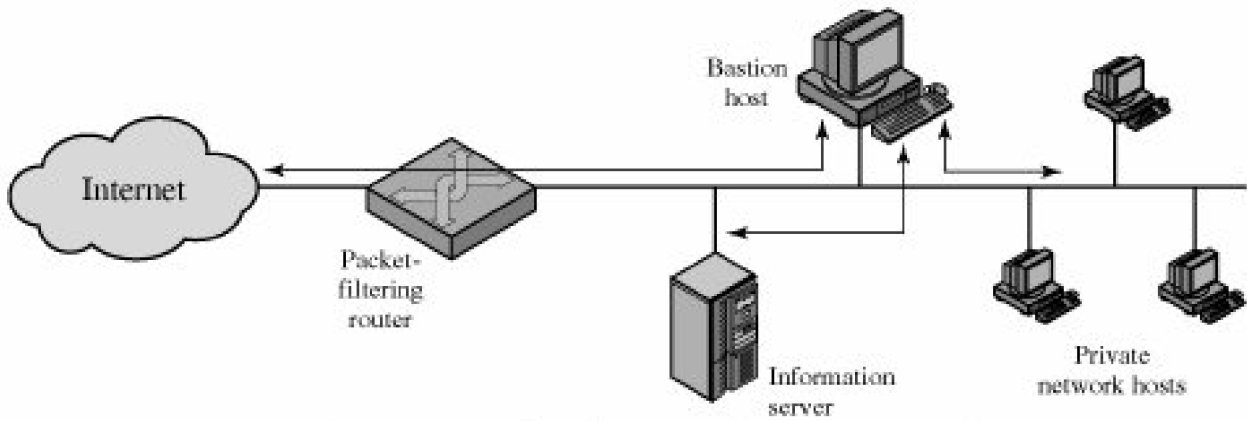 Bastion
host
Internet
Packet-
filtering
router
Information
server
Private
network hosts